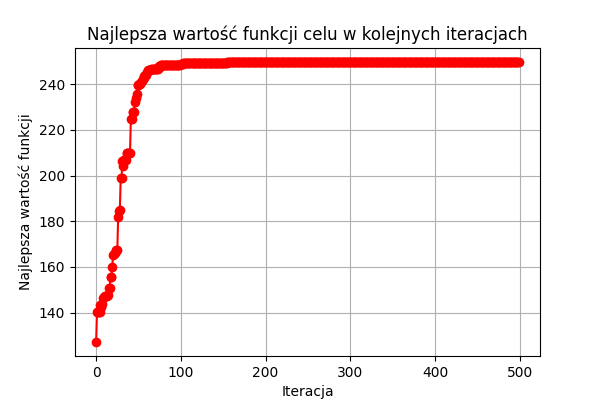 Najlepsza wartość funkcji celu w kolejnych iteracjach
Najlepsza wartość funkcji
240
220
200
180
160
140
0 100 200 300 400 500
Iteracja